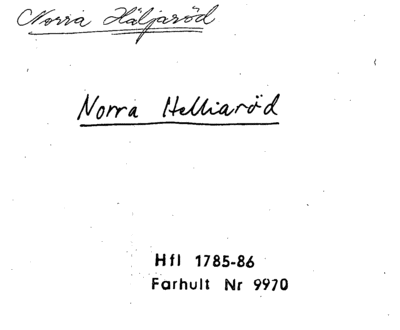 Norra Häljaröd
Norra Helliaröd
Hfl 1785-86
Farhult Nr 9970